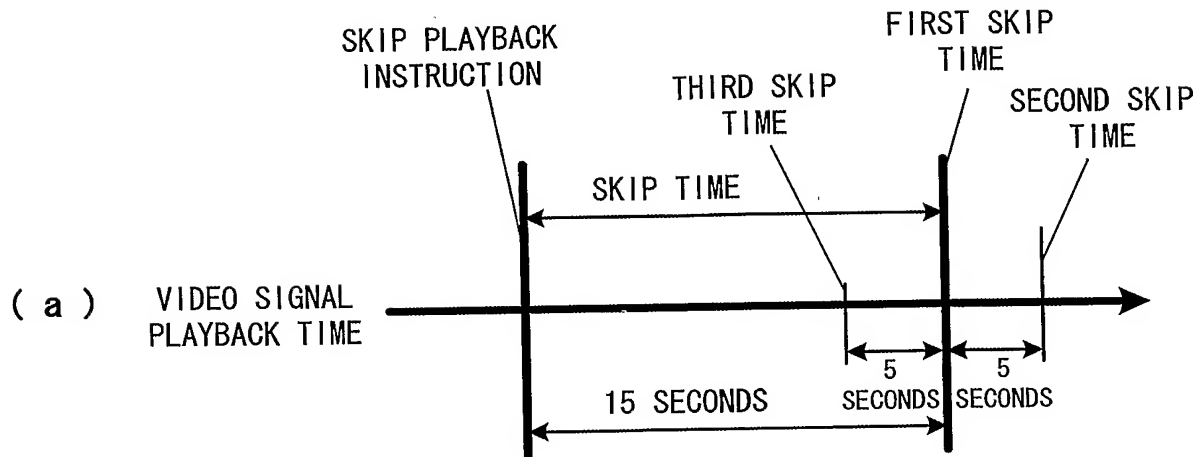 SKIP PLAYBACK
INSTRUCTION
FIRST SKIP
TIME
THIRD SKIP
TIME
SECOND SKIP
TIME
SKIP TIME
( a )
VIDEO SIGNAL
PLAYBACK TIME
5
SECONDS
5
SECONDS
15 SECONDS